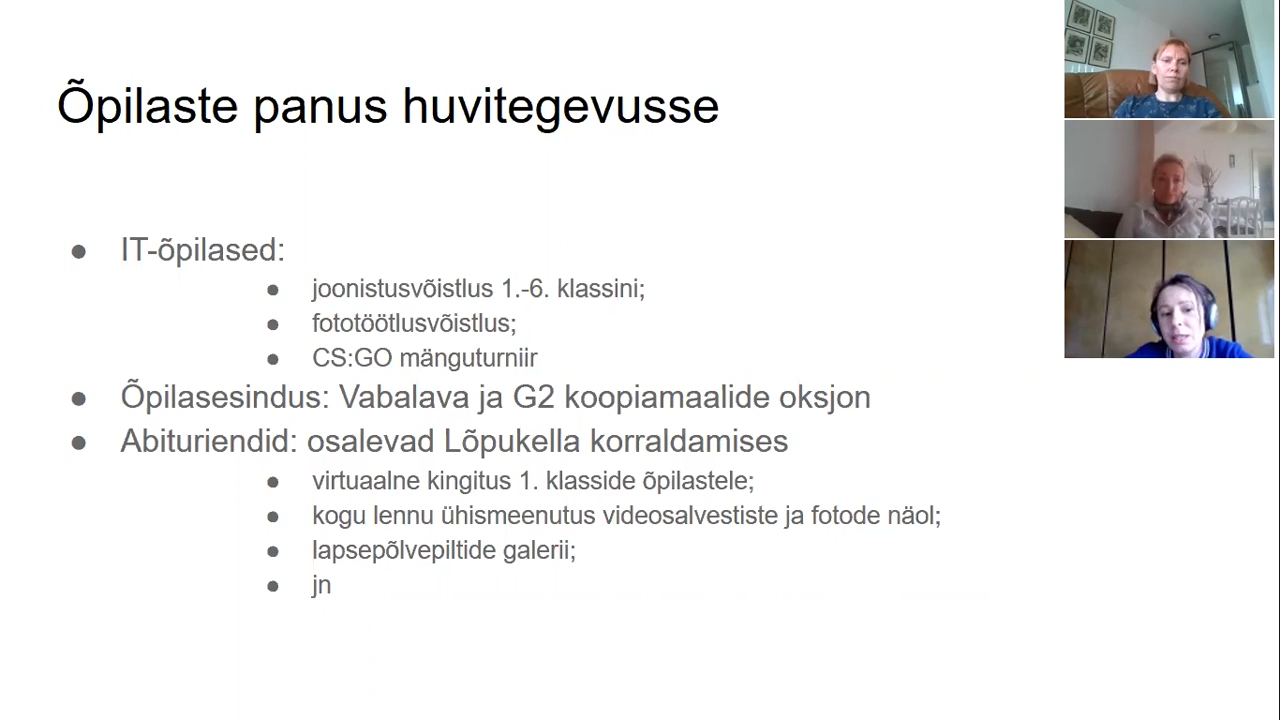 Õpilaste panus huvitegevusse
● IT-õpilased:
● joonistusvõistlus 1.-6. klassini;
● fototöötlusvõistlus;
● CS:GO mänguturniir
● Õpilasesindus: Vabalava ja G2 koopiamaalide oksjon
● Abituriendid: osalevad Lõpukella korraldamises
● virtuaalne kingitus 1. klasside õpilastele;
● kogu lennu ühismeenutus videosalvestiste ja fotode näol;
● lapsepõlvepiltide galerii;
● jn